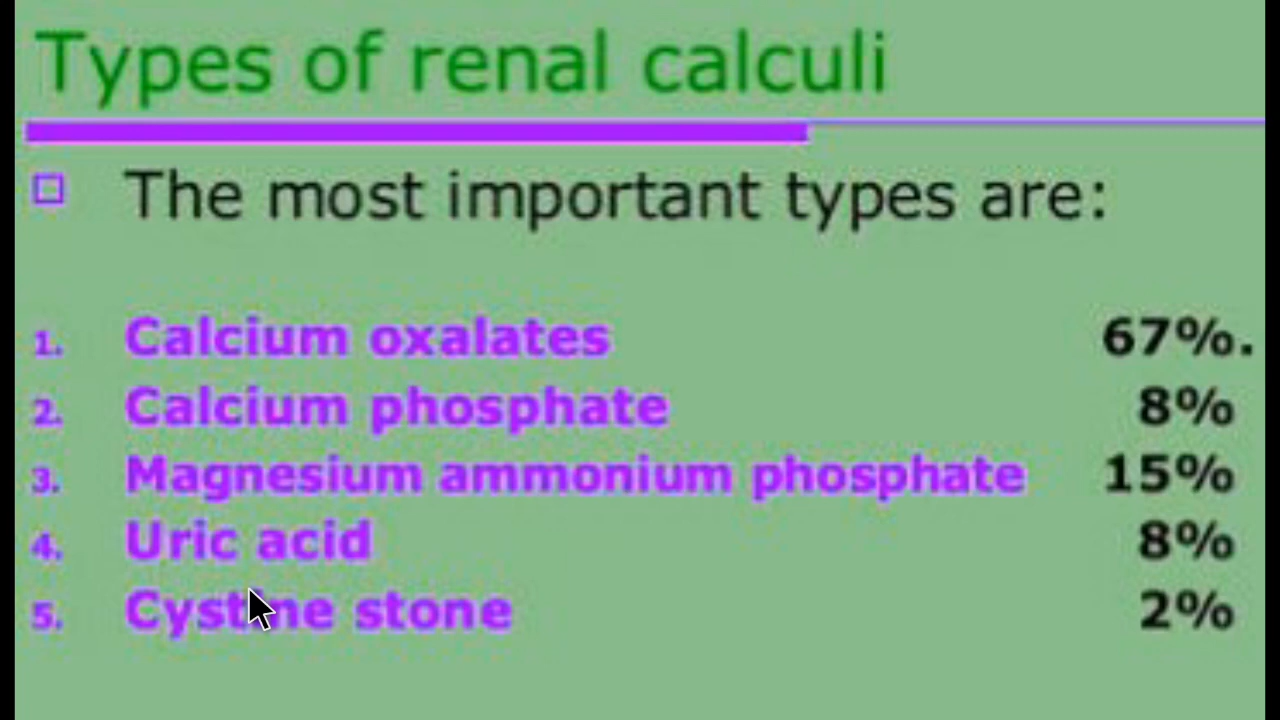 Types of renal calculi
The most important types are:
1. Calcium oxalates 67%.
2. Calcium phosphate 8%
3. Magnesium ammonium phosphate 15%
4. Uric acid 8%
5. Cystine stone 2%